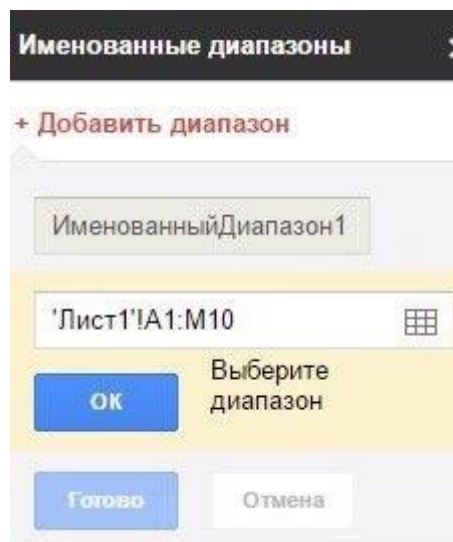 Именованные диапазоны
+ Добавить диапазон
ИменованныйДиапазон1
'Лист1'!A1:M10
Выберите
диапазон
ОК
Готово
Отмена